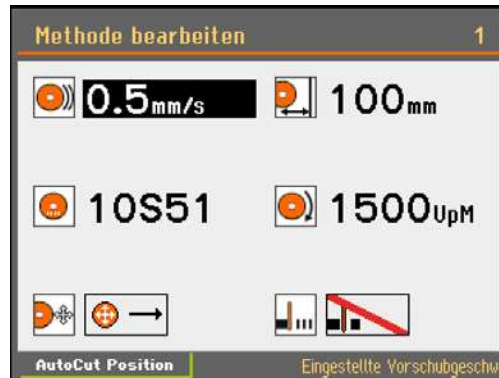 Methode bearbeiten 1
0.5mm/s 100mm
10S51 1500UpM
AutoCut Position Eingestellte Vorschubgeschw